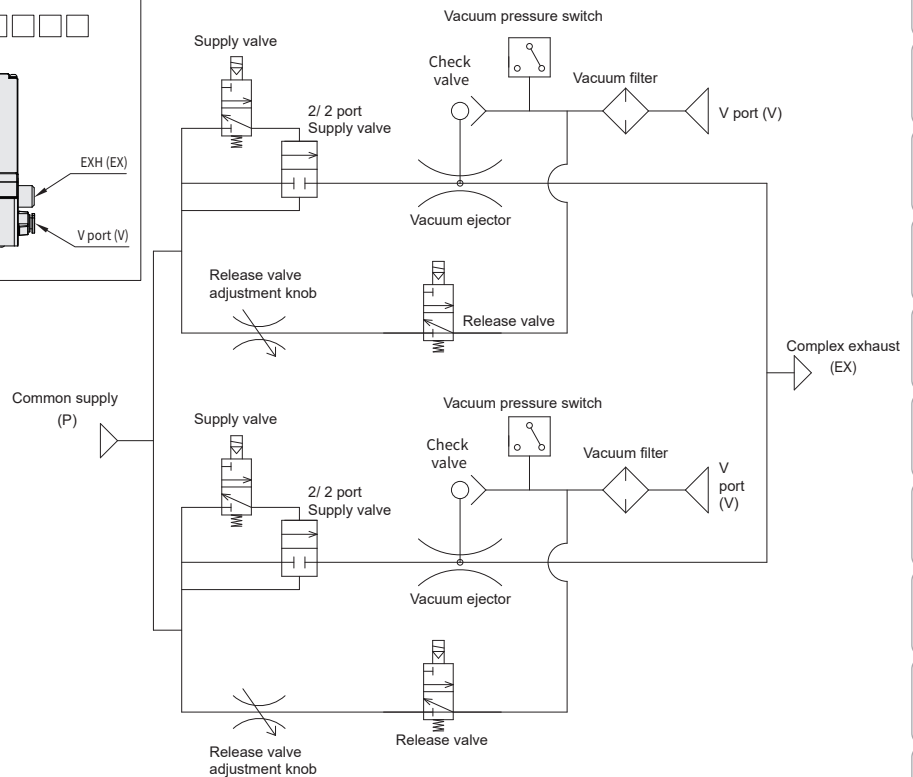 EXH (EX)
V port (V)
Vacuum pressure switch
Supply valve
Check
valve
Vacuum filter
2/ 2 port
Supply valve
V port (V)
Vacuum ejector
Release valve
adjustment knob
Release valve
Complex exhaust
(EX)
Common supply
(P)
Vacuum pressure switch
Supply valve
Check
valve
Vacuum filter
V
port
(V)
2/ 2 port
Supply valve
Vacuum ejector
Release valve
Release valve
adjustment knob